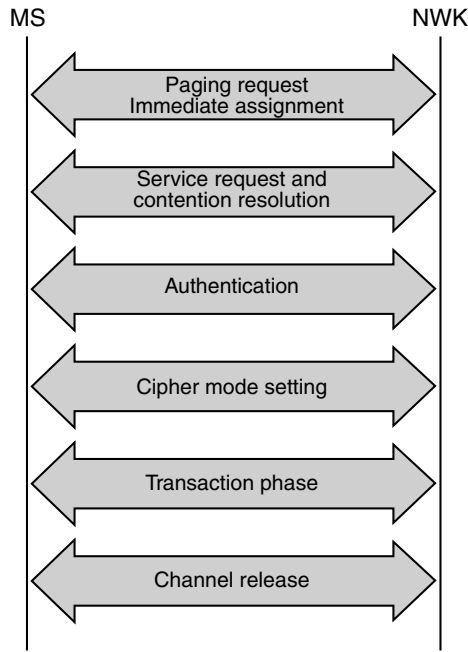 MS
NWK
Paging request
Immediate assignment
Service request and
contention resolution
Authentication
Cipher mode setting
Transaction phase
Channel release